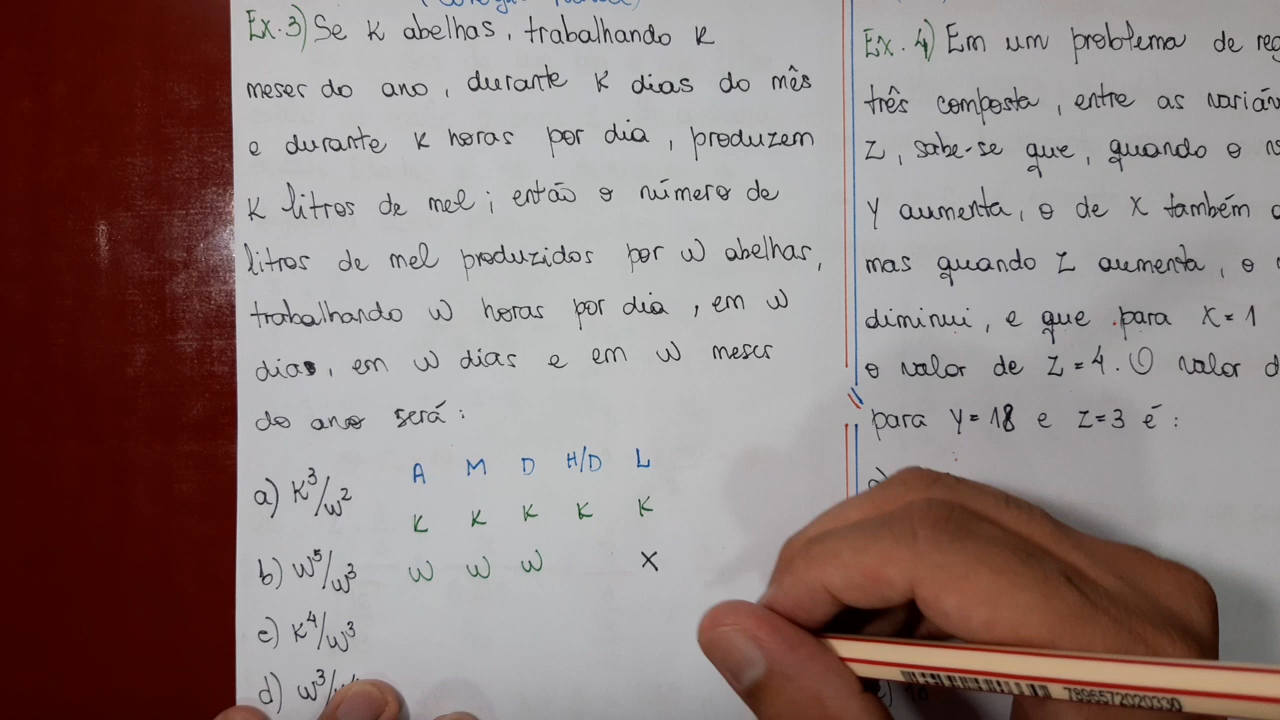 Ex.3) Se K abelhas, trabalhando K
meses do ano, durante K dias do mês
e durante K horas por dia, produzem
K litros de mel; então o número de
litros de mel produzidos por W abelhas,
trabalhando W horas por dia, em W
dias, em W dias e em W meses
do ano será:
a) K³/W²
b) W⁵/W³
c) K⁴/W³
d) W³/
A M D H/D L
K K K K K
W W W X
Ex. 4) Em um problema de
três composta, entre as
Z, sabe-se que, quando o
Y aumenta, o de X também
mas quando Z aumenta, o
diminui, e que para X=1
o valor de Z=4. O valor
para Y=18 e Z=3 é:
7896572020330